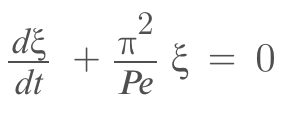 dξ/dt + π²/Pe ξ = 0